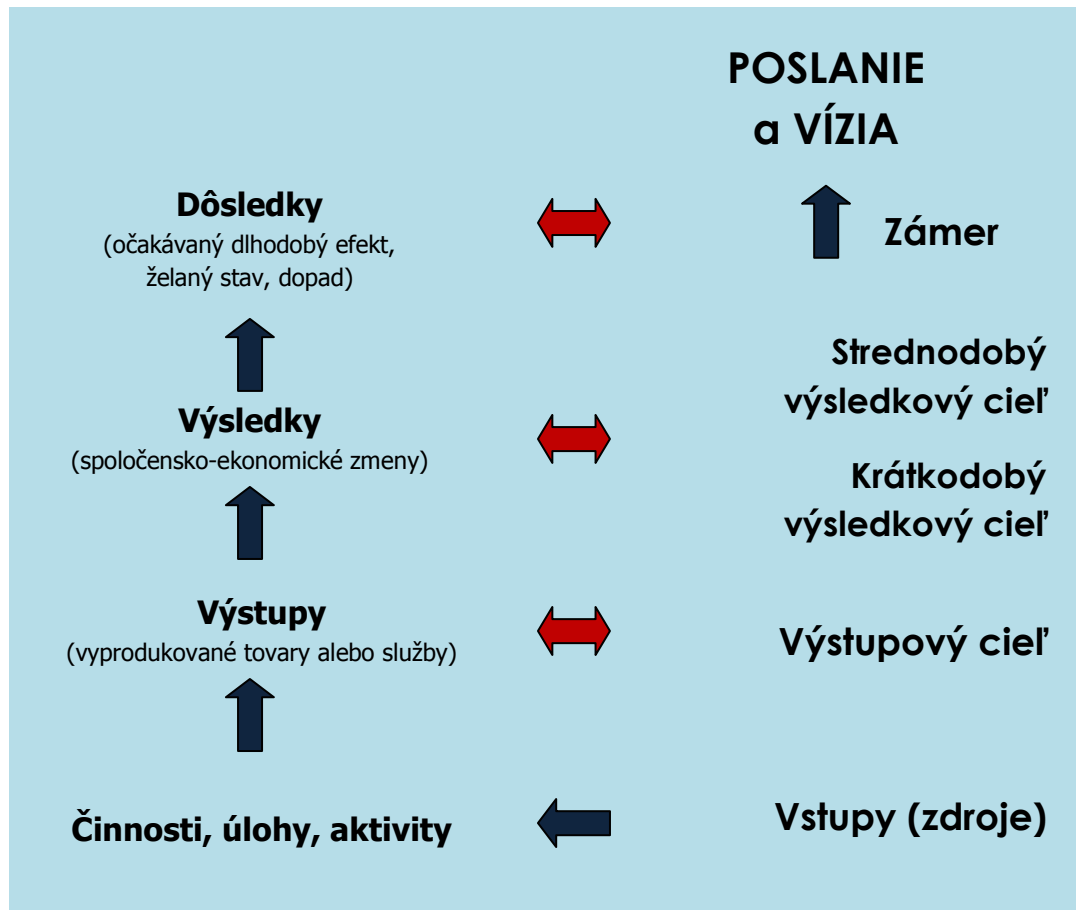 POSLANIE
a VÍZIA
Dôsledky
(očakávaný dlhodobý efekt,
želaný stav, dopad)
Zámer
Strednodobý
výsledkový cieľ
Výsledky
(spoločensko-ekonomické zmeny)
Krátkodobý
výsledkový cieľ
Výstupy
(vyprodukované tovary alebo služby)
Výstupový cieľ
Činnosti, úlohy, aktivity
Vstupy (zdroje)